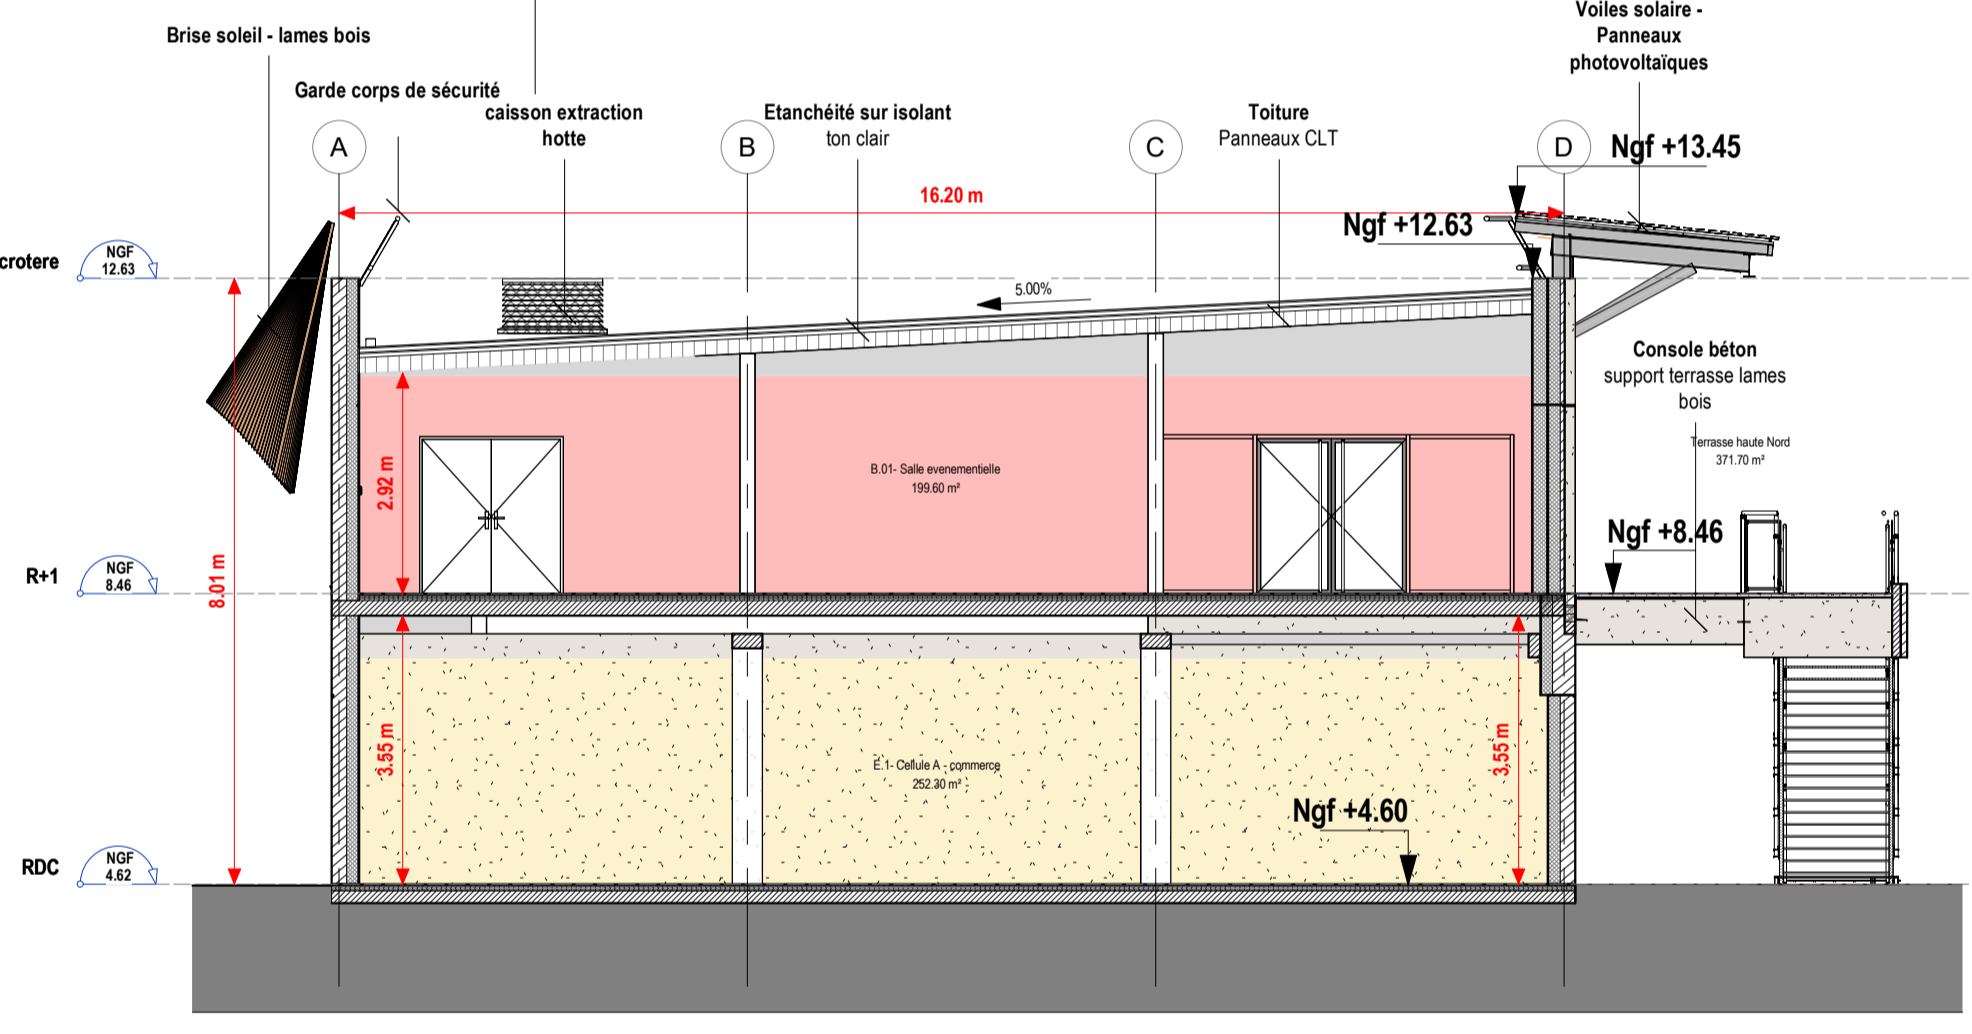 Voiles solaire -
Panneaux
photovoltaïques
Brise soleil - lames bois
Garde corps de sécurité
caisson extraction
hotte
Etanchéité sur isolant
ton clair
Toiture
Panneaux CLT
A
B
C
D
Ngf +13.45
16.20 m
Ngf +12.63
crotere
NGF
12.63
5.00%
Console béton
support terrasse lames
bois
Terrasse haute Nord
371.70 m²
2.92 m
B.01- Salle evenementielle
199.60 m²
Ngf +8.46
R+1
NGF
8.46
8.01 m
3.55 m
E.1- Cellule A - commerce
252.30 m²
3,55 m
Ngf +4.60
RDC
NGF
4.62